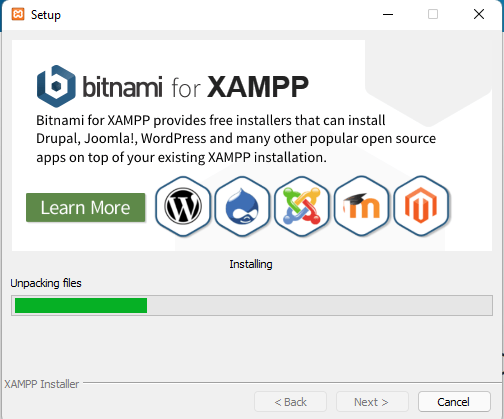 Setup
bitnami for XAMPP
Bitnami for XAMPP provides free installers that can install
Drupal, Joomla!, WordPress and many other popular open source
apps on top of your existing XAMPP installation.
Learn More
Installing
Unpacking files
XAMPP Installer
< Back
Next >
Cancel